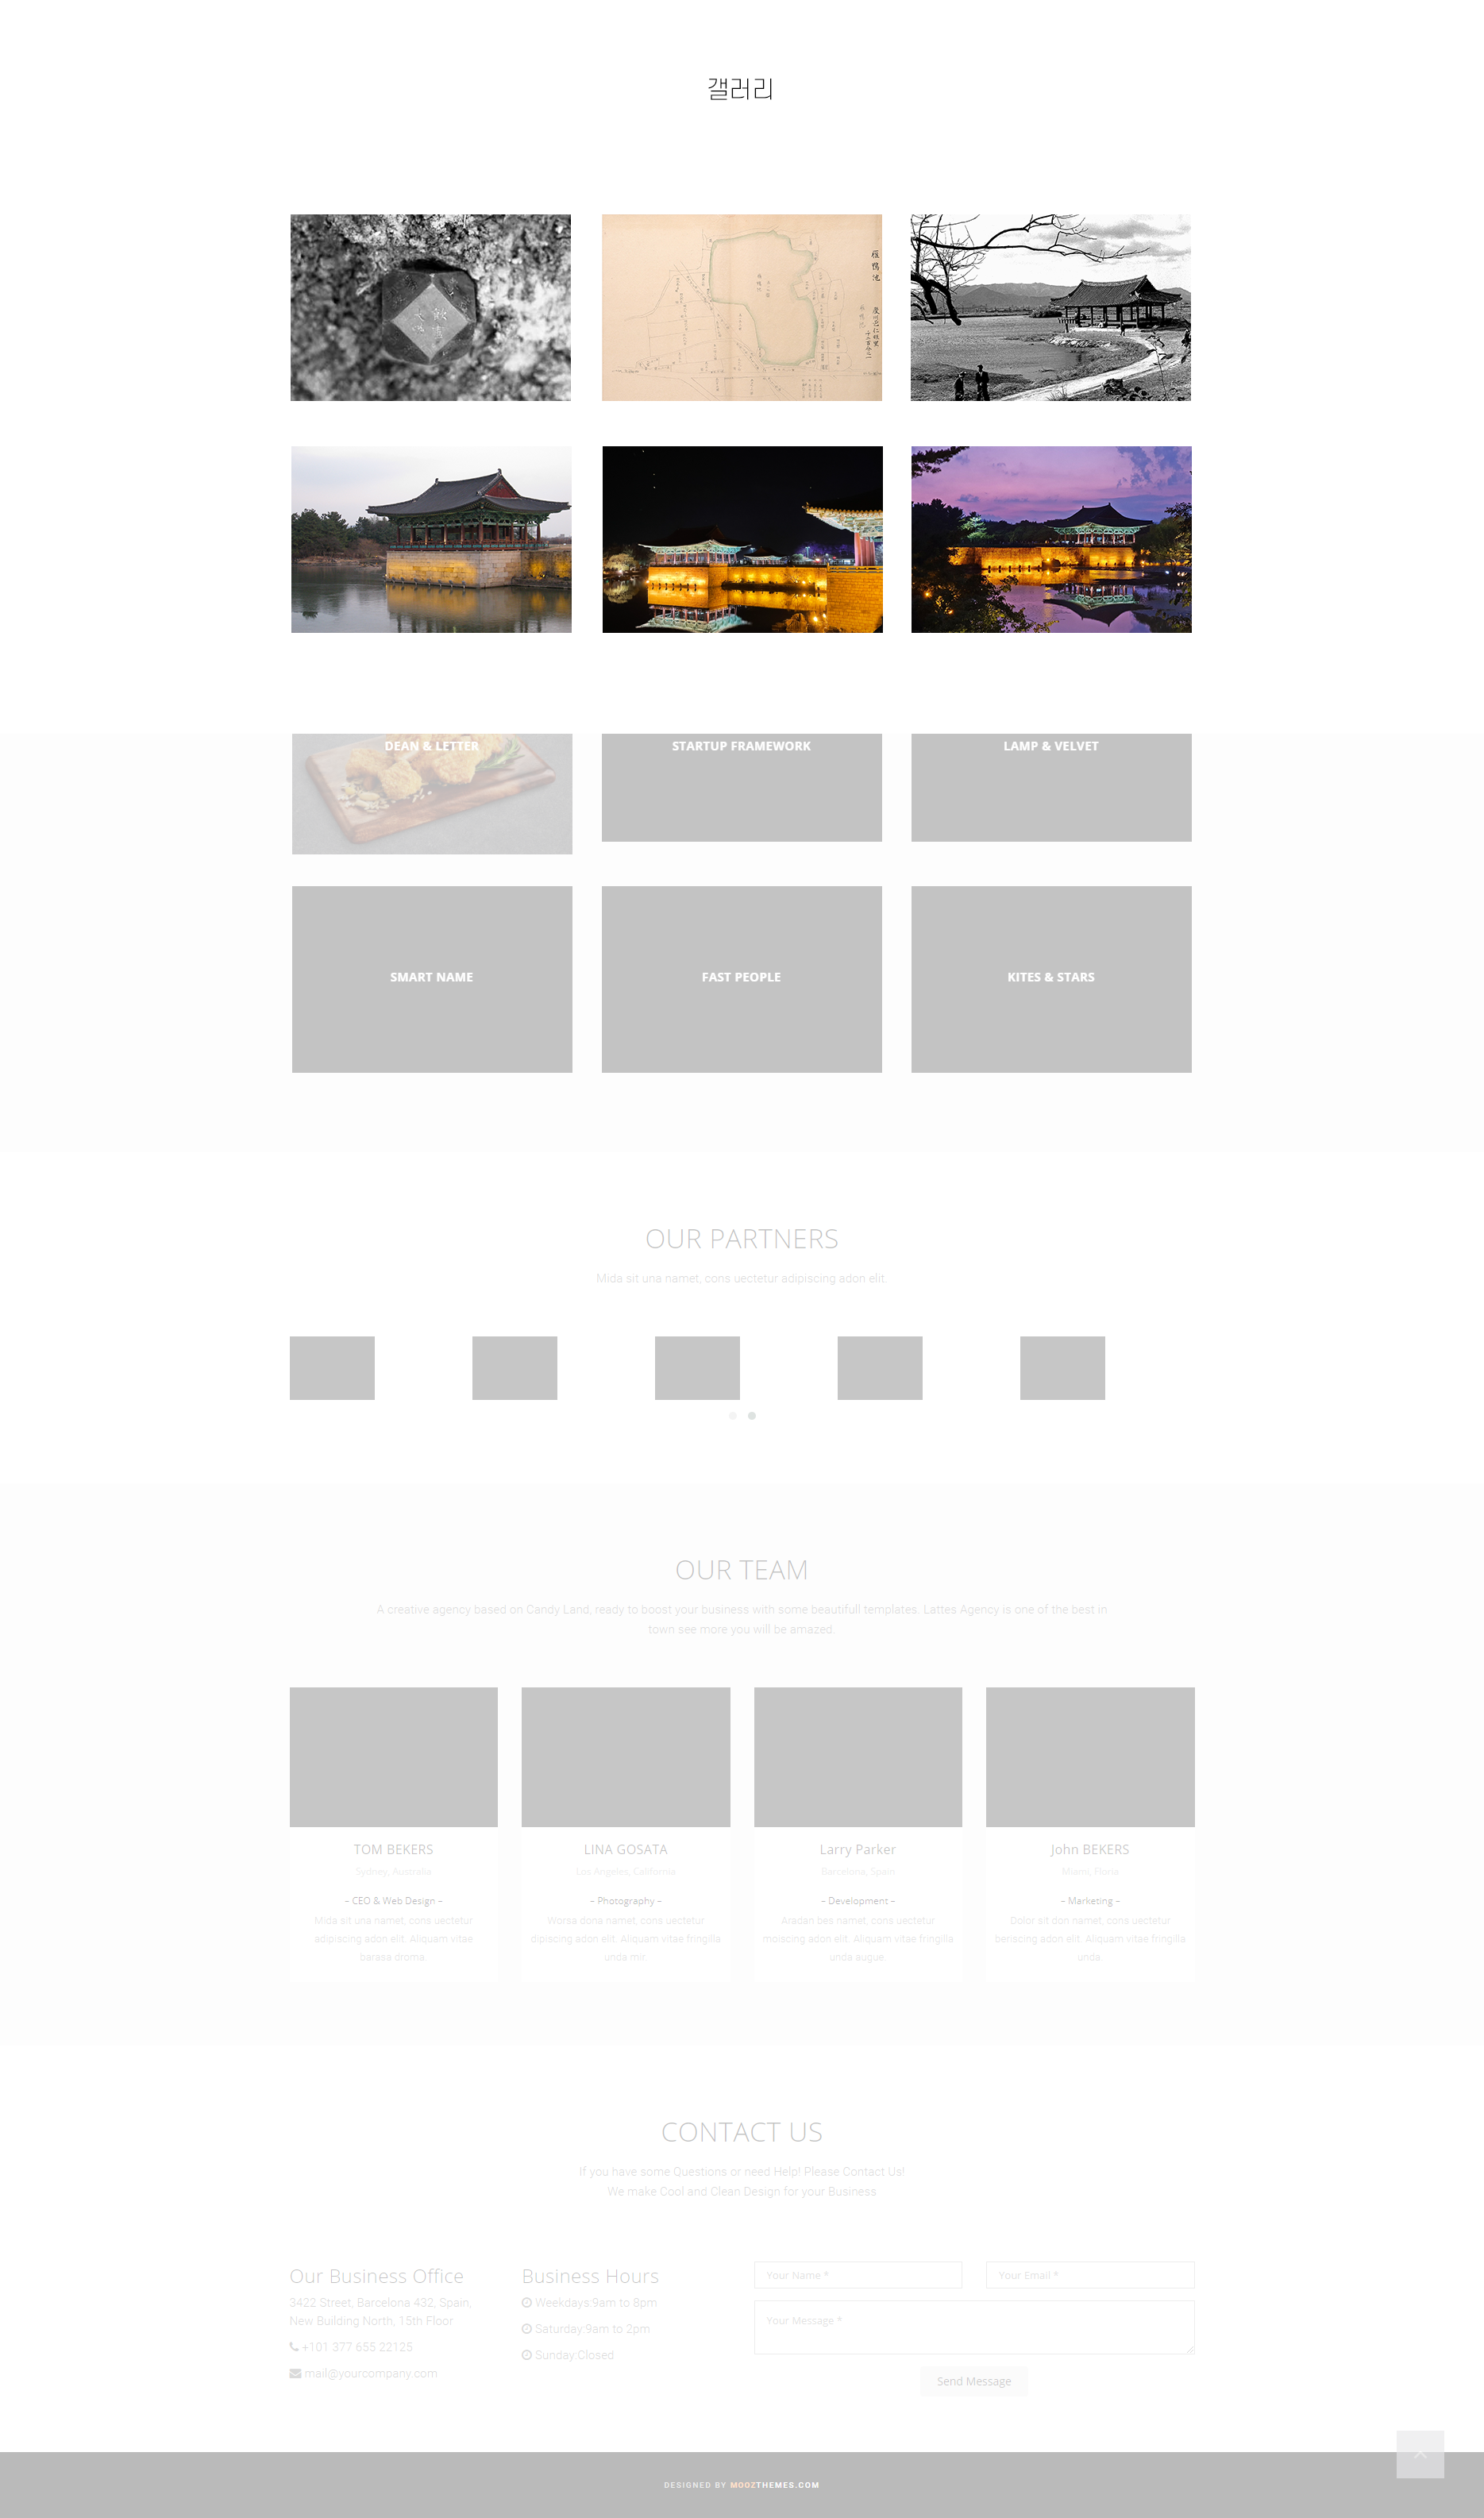 갤러리
雁鴨池
DEAN & LETTER
STARTUP FRAMEWORK
LAMP & VELVET
SMART NAME
FAST PEOPLE
KITES & STARS
OUR PARTNERS
Mida sit una namet, cons uectetur adipiscing adon elit.
OUR TEAM
A creative agency based on Candy Land, ready to boost your business with some beautifull templates. Lattes Agency is one of the best in
town see more you will be amazed.
TOM BEKERS
Sydney, Australia
– CEO & Web Design –
Mida sit una namet, cons uectetur
adipiscing adon elit. Aliquam vitae
barasa droma.
LINA GOSATA
Los Angeles, California
– Photography –
Worsa dona namet, cons uectetur
dipiscing adon elit. Aliquam vitae fringilla
unda mir.
Larry Parker
Barcelona, Spain
– Development –
Aradan bes namet, cons uectetur
moiscing adon elit. Aliquam vitae fringilla
unda augue.
John BEKERS
Miami, Floria
– Marketing –
Dolor sit don namet, cons uectetur
beriscing adon elit. Aliquam vitae fringilla
unda.
CONTACT US
If you have some Questions or need Help! Please Contact Us!
We make Cool and Clean Design for your Business
Our Business Office
3422 Street, Barcelona 432, Spain,
New Building North, 15th Floor
+101 377 655 22125
mail@yourcompany.com
Business Hours
Weekdays:9am to 8pm
Saturday:9am to 2pm
Sunday:Closed
Your Name *
Your Email *
Your Message *
Send Message
DESIGNED BY MOOZTHEMES.COM